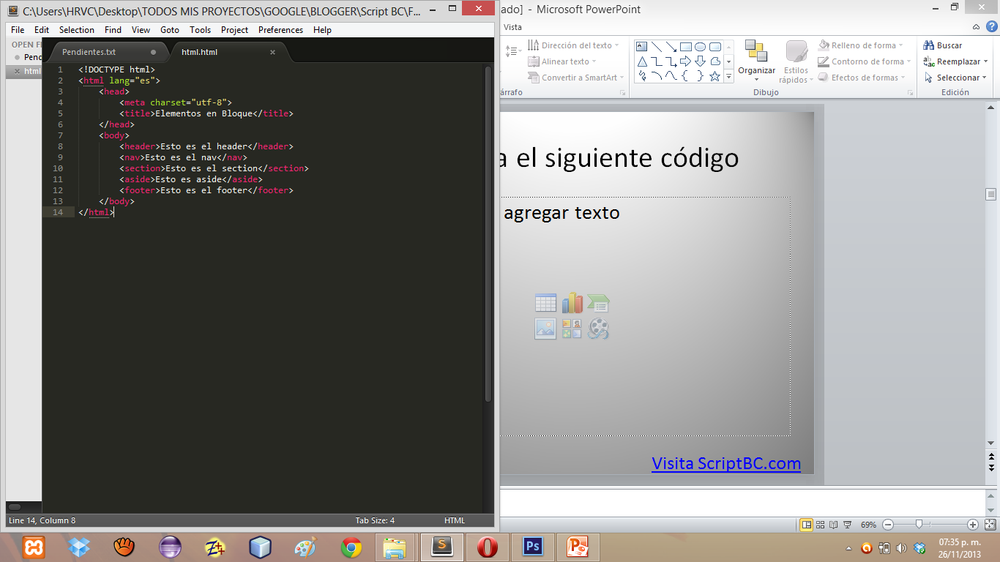 C:\Users\HRVC\Desktop\TODOS MIS PROYECTOS\GOOGLE\BLOGGER\Script BC\F...
File Edit Selection Find View Goto Tools Project Preferences Help
OPEN FI
Pend
html
Pendientes.txt
html.html
1 <!DOCTYPE html>
2 <html lang="es">
3 <head>
4 <meta charset="utf-8">
5 <title>Elementos en Bloque</title>
6 </head>
7 <body>
8 <header>Esto es el header</header>
9 <nav>Esto es el nav</nav>
10 <section>Esto es el section</section>
11 <aside>Esto es aside</aside>
12 <footer>Esto es el footer</footer>
13 </body>
14 </html>
Line 14, Column 8
Tab Size: 4
HTML
ado] - Microsoft PowerPoint
Vista
Dirección del texto
Alinear texto
Convertir a SmartArt
árrafo
Organizar
Estilos
rápidos
Relleno de forma
Contorno de forma
Efectos de formas
Dibujo
Buscar
Reemplazar
Seleccionar
Edición
a el siguiente código
agregar texto
Visita ScriptBC.com
69%
07:35 p. m.
26/11/2013